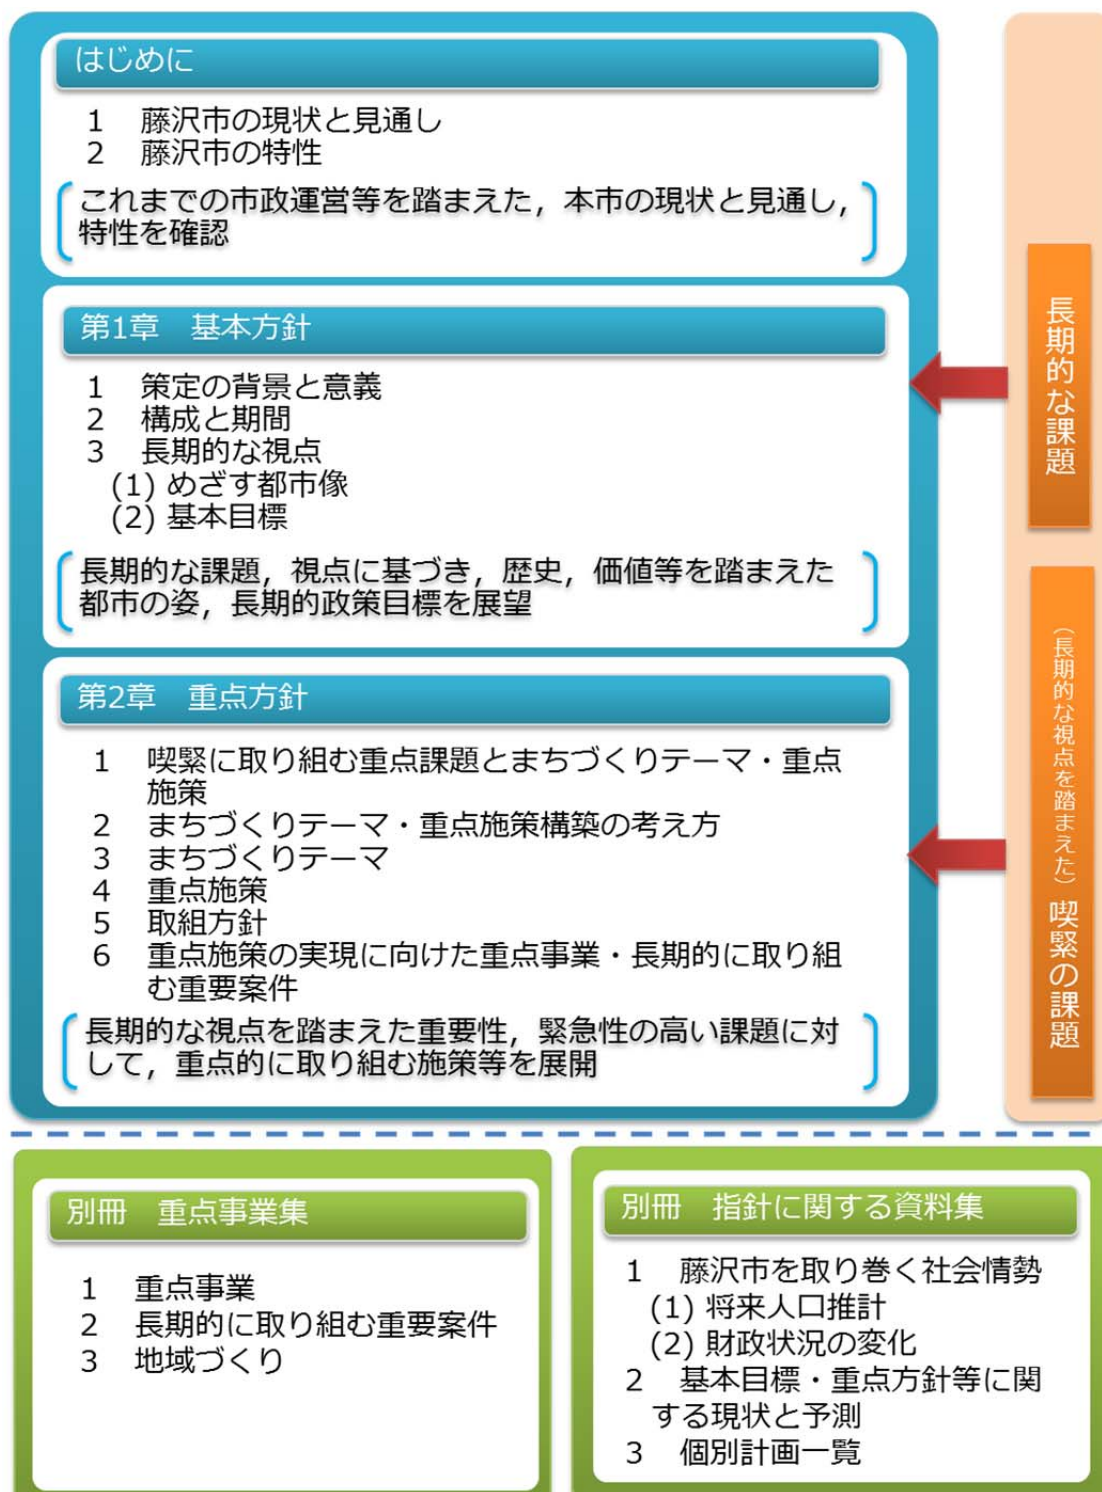 はじめに
1 藤沢市の現状と見通し
2 藤沢市の特性
これまでの市政運営等を踏まえた，本市の現状と見通し，
特性を確認
第1章 基本方針
1 策定の背景と意義
2 構成と期間
3 長期的な視点
(1) めざす都市像
(2) 基本目標
長期的な課題，視点に基づき，歴史，価値等を踏まえた
都市の姿，長期的政策目標を展望
第2章 重点方針
1 喫緊に取り組む重点課題とまちづくりテーマ・重点
施策
2 まちづくりテーマ・重点施策構築の考え方
3 まちづくりテーマ
4 重点施策
5 取組方針
6 重点施策の実現に向けた重点事業・長期的に取り組
む重要案件
長期的な視点を踏まえた重要性，緊急性の高い課題に対
して，重点的に取り組む施策等を展開
長期的な課題
（長期的な視点を踏まえた）喫緊の課題
別冊 重点事業集
1 重点事業
2 長期的に取り組む重要案件
3 地域づくり
別冊 指針に関する資料集
1 藤沢市を取り巻く社会情勢
(1) 将来人口推計
(2) 財政状況の変化
2 基本目標・重点方針等に関
する現状と予測
3 個別計画一覧